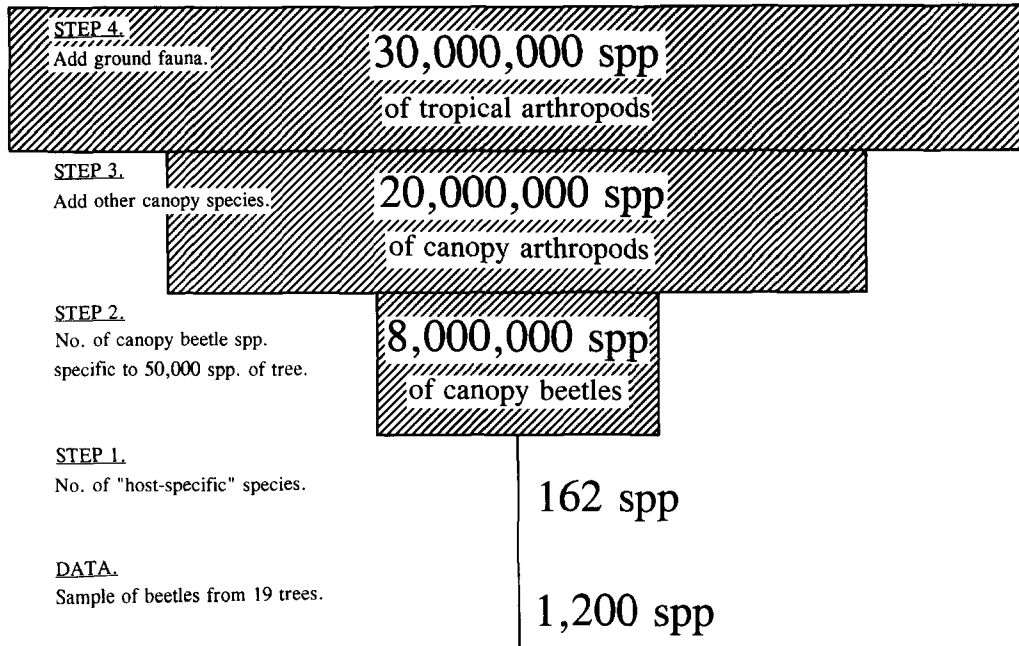 STEP 4.
Add ground fauna.
30,000,000 spp
of tropical arthropods
STEP 3.
Add other canopy species.
20,000,000 spp
of canopy arthropods
STEP 2.
No. of canopy beetle spp.
specific to 50,000 spp. of tree.
8,000,000 spp
of canopy beetles
STEP 1.
No. of "host-specific" species.
162 spp
DATA.
Sample of beetles from 19 trees.
1,200 spp